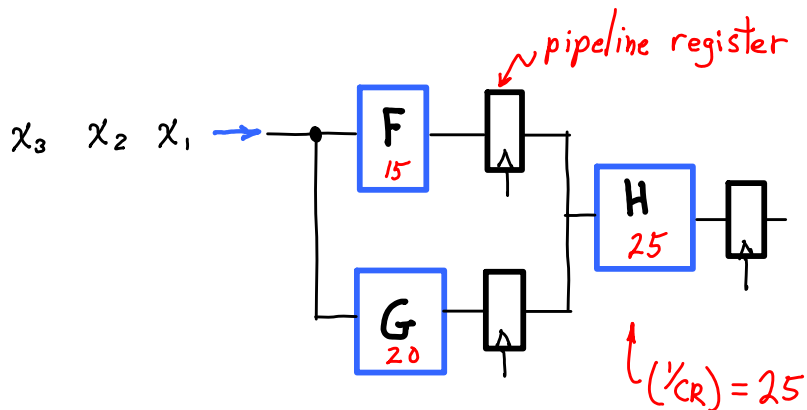 pipeline register
x₃ x₂ x₁
F
15
H
25
G
20
(1/CR) = 25